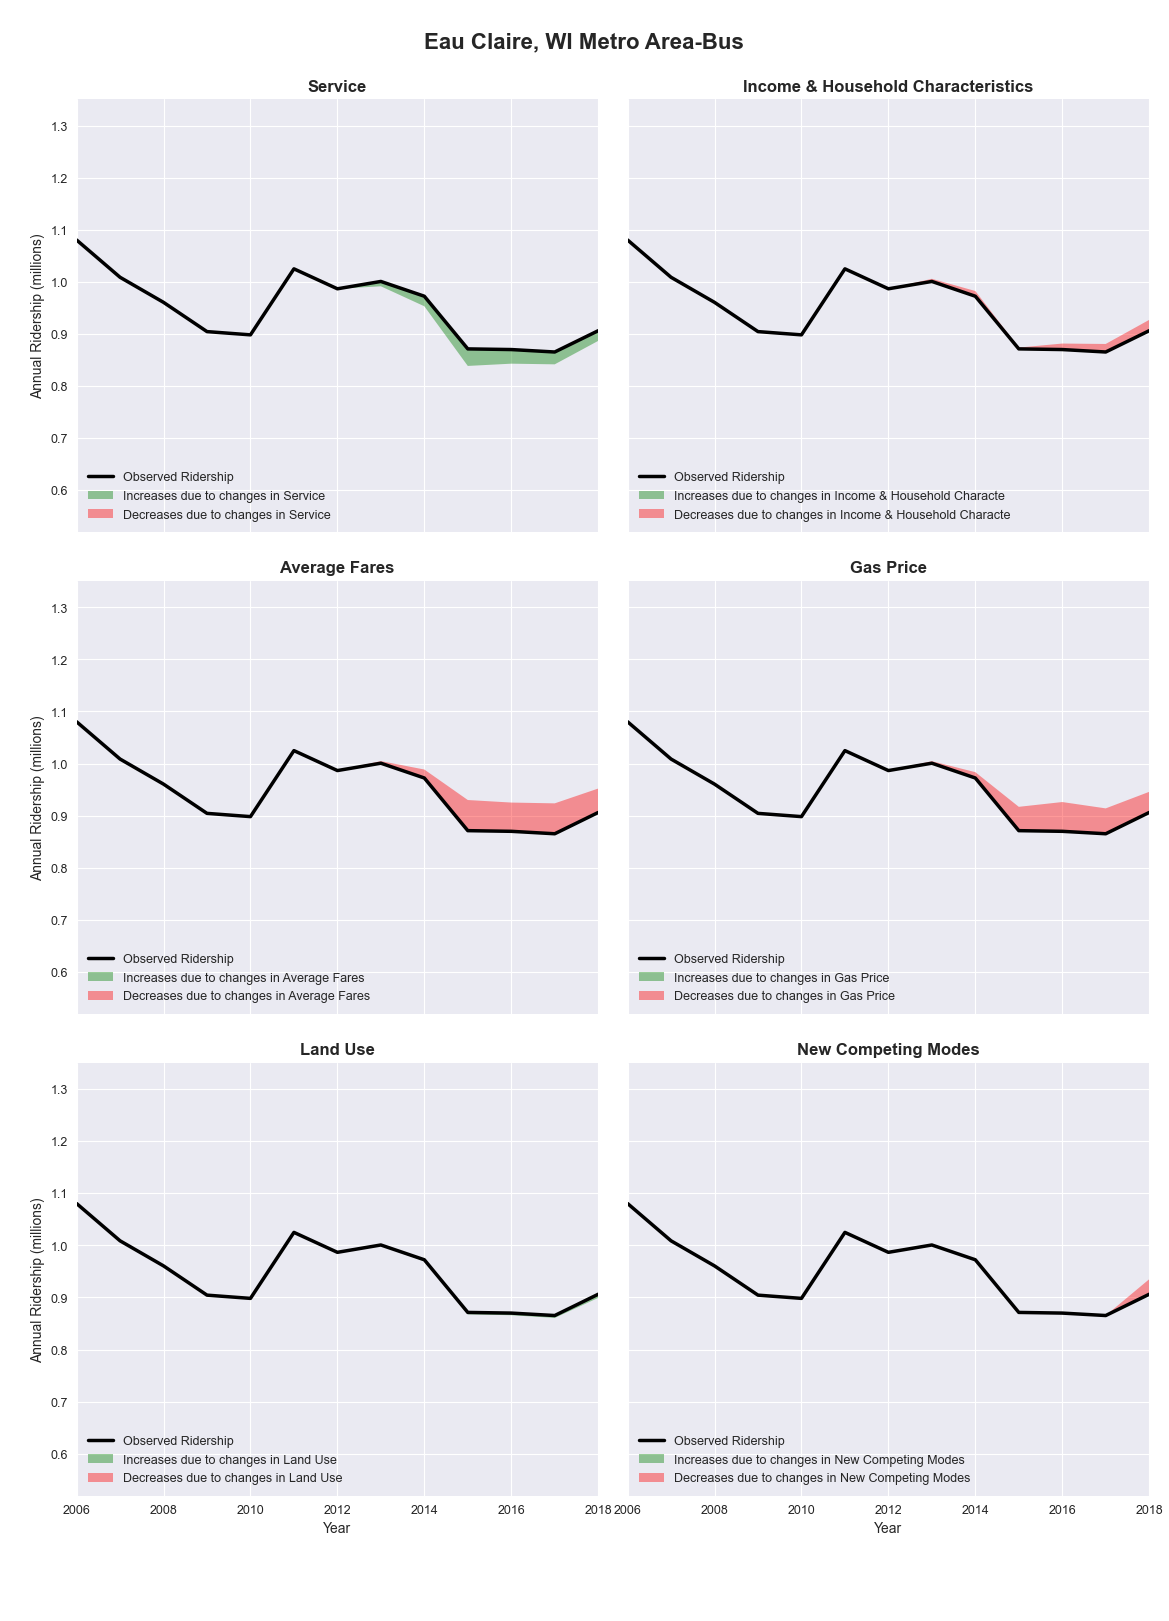 Eau Claire, WI Metro Area-Bus
Service
1.3
1.2
1.1
1.0
0.9
0.8
0.7
0.6
Annual Ridership (millions)
Observed Ridership
Increases due to changes in Service
Decreases due to changes in Service
Income & Household Characteristics
Observed Ridership
Increases due to changes in Income & Household Characte
Decreases due to changes in Income & Household Characte
Average Fares
1.3
1.2
1.1
1.0
0.9
0.8
0.7
0.6
Annual Ridership (millions)
Observed Ridership
Increases due to changes in Average Fares
Decreases due to changes in Average Fares
Gas Price
Observed Ridership
Increases due to changes in Gas Price
Decreases due to changes in Gas Price
Land Use
1.3
1.2
1.1
1.0
0.9
0.8
0.7
0.6
Annual Ridership (millions)
Observed Ridership
Increases due to changes in Land Use
Decreases due to changes in Land Use
2006 2008 2010 2012 2014 2016 2018
Year
New Competing Modes
Observed Ridership
Increases due to changes in New Competing Modes
Decreases due to changes in New Competing Modes
2006 2008 2010 2012 2014 2016 2018
Year